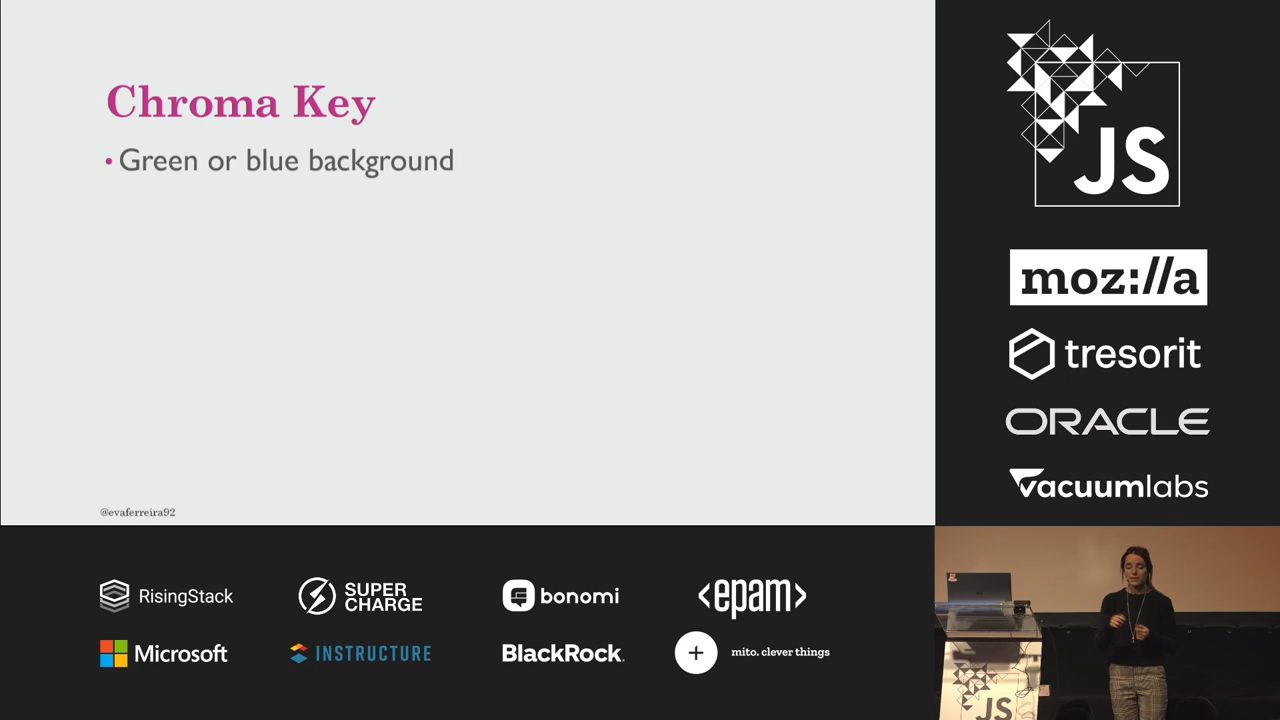 Chroma Key
• Green or blue background
@evaferreira92
JS
moz://a
tresorit
ORACLE
vacuumlabs
RisingStack
SUPER
CHARGE
bonomi
<epam>
Microsoft
INSTRUCTURE
BlackRock.
mito. clever things
JS